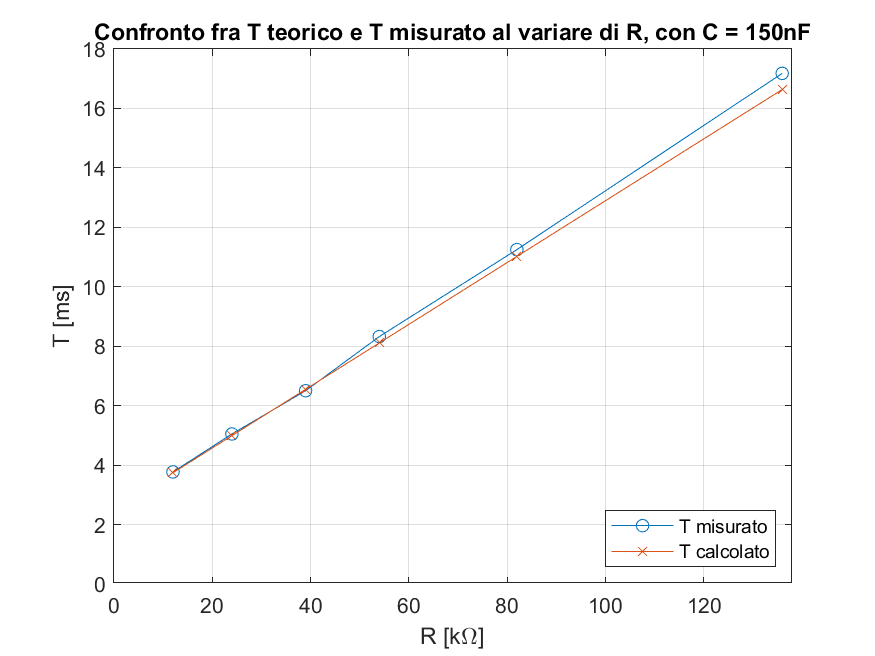 Confronto fra T teorico e T misurato al variare di R, con C = 150nF
18
16
14
12
10
8
6
4
2
0
T [ms]
0 20 40 60 80 100 120
R [kΩ]
T misurato
T calcolato